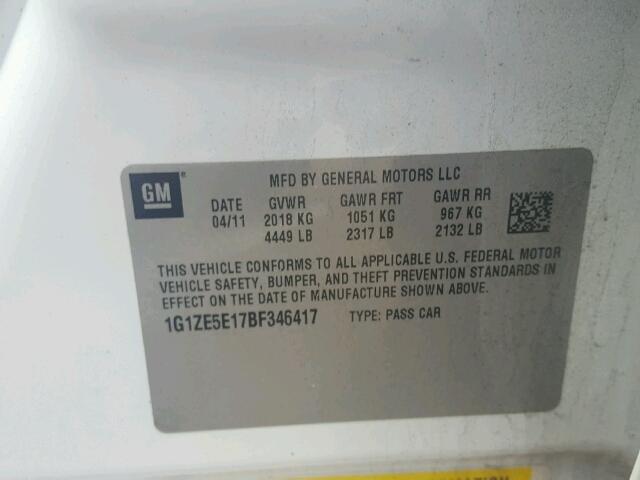 GM
MFD BY GENERAL MOTORS LLC
DATE GVWR GAWR FRT GAWR RR
04/11 2018 KG 1051 KG 967 KG
4449 LB 2317 LB 2132 LB
THIS VEHICLE CONFORMS TO ALL APPLICABLE U.S. FEDERAL MOTOR
VEHICLE SAFETY, BUMPER, AND THEFT PREVENTION STANDARDS IN
EFFECT ON THE DATE OF MANUFACTURE SHOWN ABOVE.
1G1ZE5E17BF346417 TYPE: PASS CAR